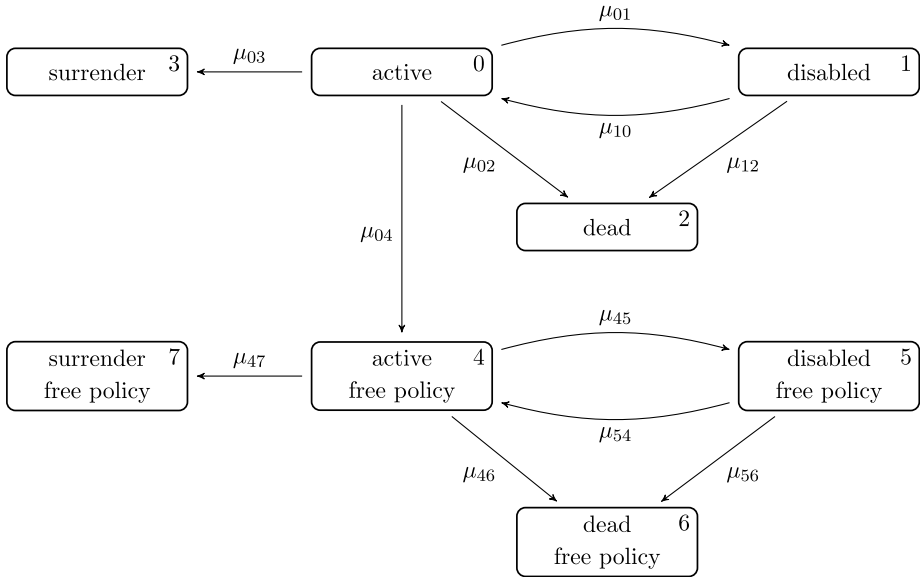 μ01
surrender 3
μ03
active 0
disabled 1
μ10
μ02
μ12
dead 2
μ04
μ45
surrender 7
free policy
μ47
active 4
free policy
disabled 5
free policy
μ54
μ46
μ56
dead 6
free policy